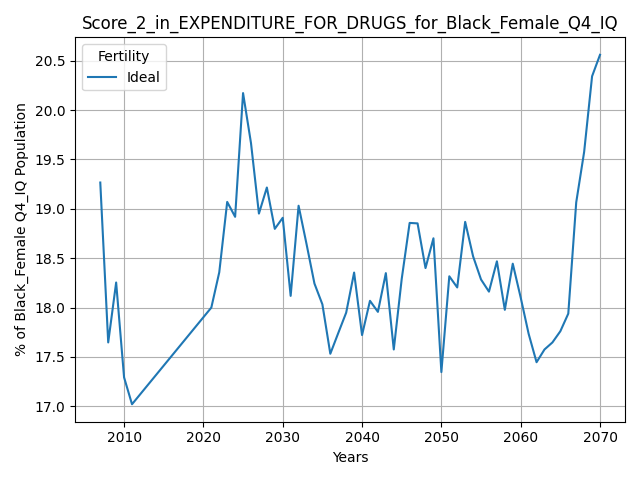 Score_2_in_EXPENDITURE_FOR_DRUGS_for_Black_Female_Q4_IQ
Fertility
Ideal
20.5
20.0
19.5
19.0
18.5
18.0
17.5
17.0
% of Black_Female Q4_IQ Population
2010 2020 2030 2040 2050 2060 2070
Years